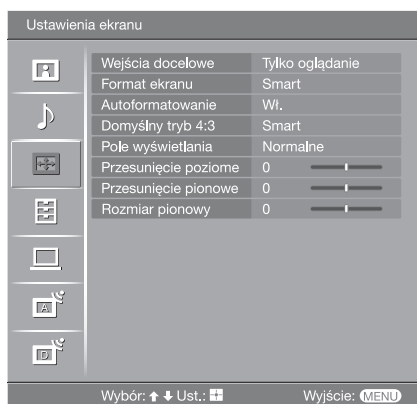 Ustawienia ekranu
Wejścia docelowe Tylko oglądanie
Format ekranu Smart
Autoformatowanie Wł.
Domyślny tryb 4:3 Smart
Pole wyświetlania Normalne
Przesunięcie poziome 0
Przesunięcie pionowe 0
Rozmiar pionowy 0
A
D
Wybór: ↑ ↓ Ust.: Wyjście: MENU